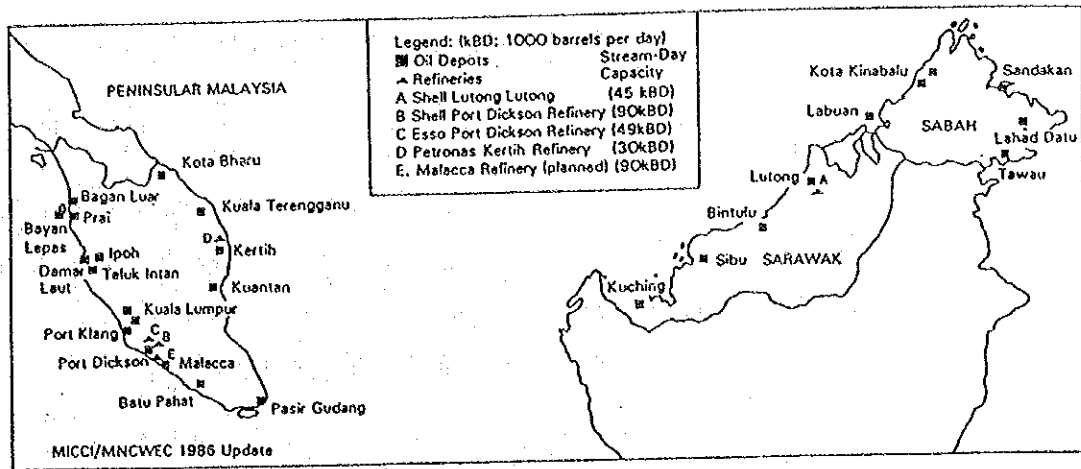 Legend: (kBD: 1000 barrels per day)
Oil Depots Stream-Day
Refineries Capacity
A Shell Lutong Lutong (45 kBD)
B Shell Port Dickson Refinery (90kBD)
C Esso Port Dickson Refinery (49kBD)
D Petronas Kertih Refinery (30kBD)
E. Malacca Refinery (planned) (90kBD)
PENINSULAR MALAYSIA
Kota Bharu
Bagan Luar
Prai
Bayan
Lepas
Kuala Terengganu
D
Kertih
Ipoh
Damar
Laut
Teluk Intan
Kuantan
Kuala Lumpur
Port Klang
C
B
E
Port Dickson
Malacca
Batu Pahat
Pasir Gudang
MICCI/MNCWEC 1986 Update
Kota Kinabalu
Sandakan
Labuan
SABAH
Lahad Datu
Tawau
Lutong
A
Bintulu
Sibu
SARAWAK
Kuching